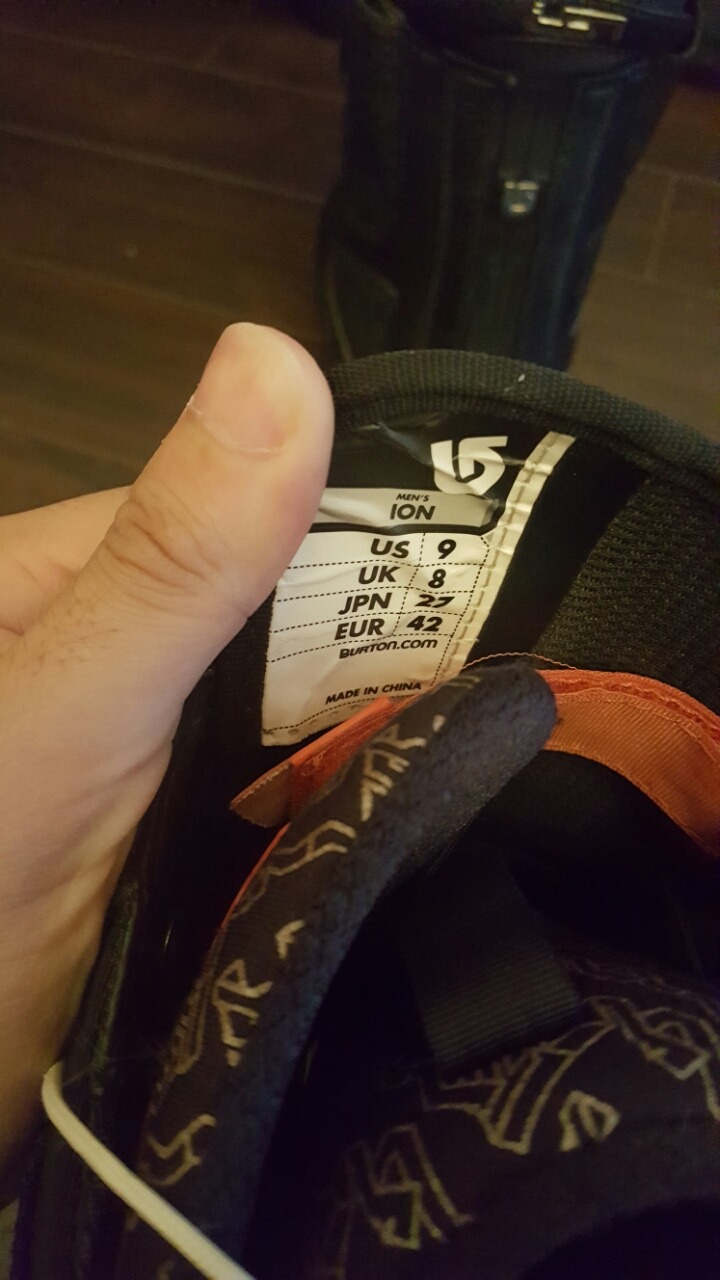 MEN'S
ION
US 9
UK 8
JPN 27
EUR 42
BURTON.COM
MADE IN CHINA